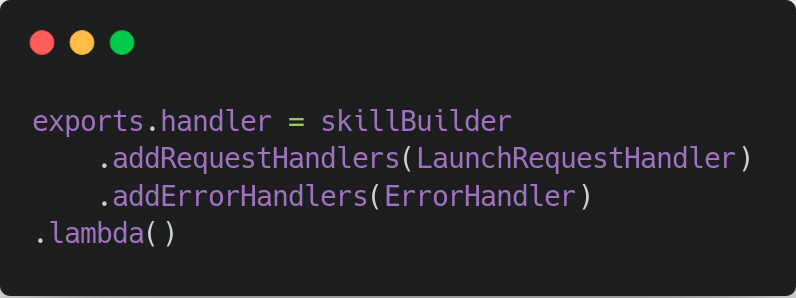 exports.handler = skillBuilder
    .addRequestHandlers(LaunchRequestHandler)
    .addErrorHandlers(ErrorHandler)
.lambda()